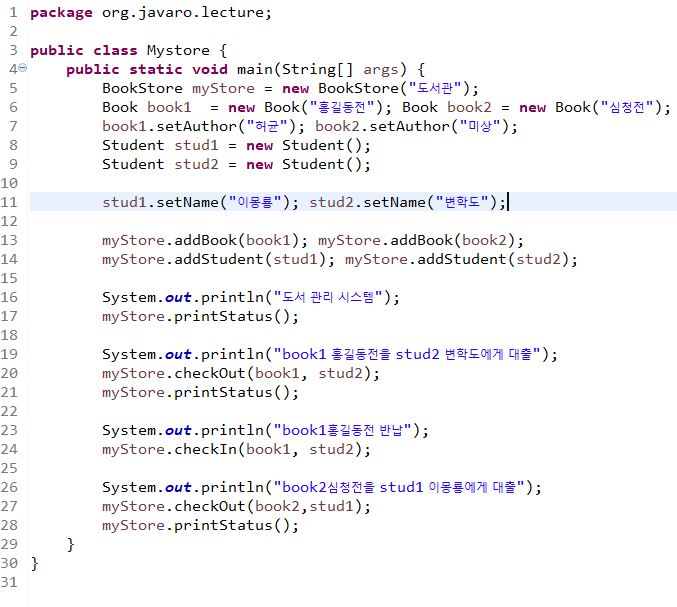 1 package org.javaro.lecture;
2
3 public class Mystore {
4 public static void main(String[] args) {
5 BookStore myStore = new BookStore("도서관");
6 Book book1  = new Book("홍길동전"); Book book2 = new Book("심청전");
7 book1.setAuthor("허균"); book2.setAuthor("미상");
8 Student stud1 = new Student();
9 Student stud2 = new Student();
10
11 stud1.setName("이몽룡"); stud2.setName("변학도");
12
13 myStore.addBook(book1); myStore.addBook(book2);
14 myStore.addStudent(stud1); myStore.addStudent(stud2);
15
16 System.out.println("도서 관리 시스템");
17 myStore.printStatus();
18
19 System.out.println("book1 홍길동전을 stud2 변학도에게 대출");
20 myStore.checkOut(book1, stud2);
21 myStore.printStatus();
22
23 System.out.println("book1홍길동전 반납");
24 myStore.checkIn(book1, stud2);
25
26 System.out.println("book2심청전을 stud1 이몽룡에게 대출");
27 myStore.checkOut(book2,stud1);
28 myStore.printStatus();
29 }
30 }
31